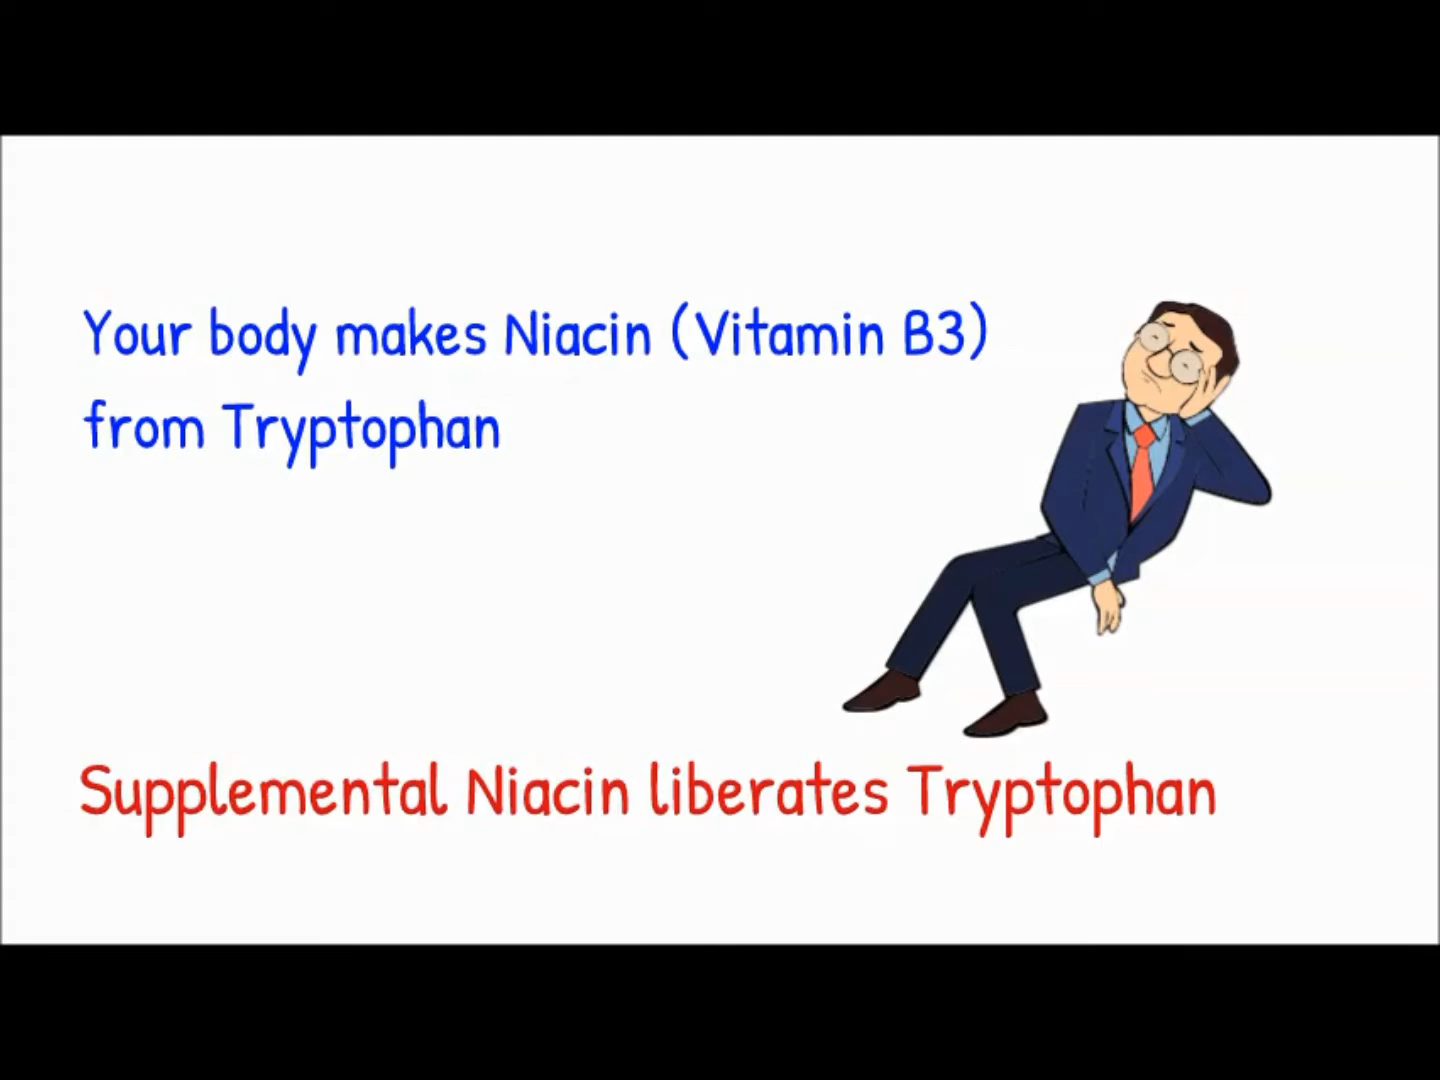 Your body makes Niacin (Vitamin B3)
from Tryptophan
Supplemental Niacin liberates Tryptophan